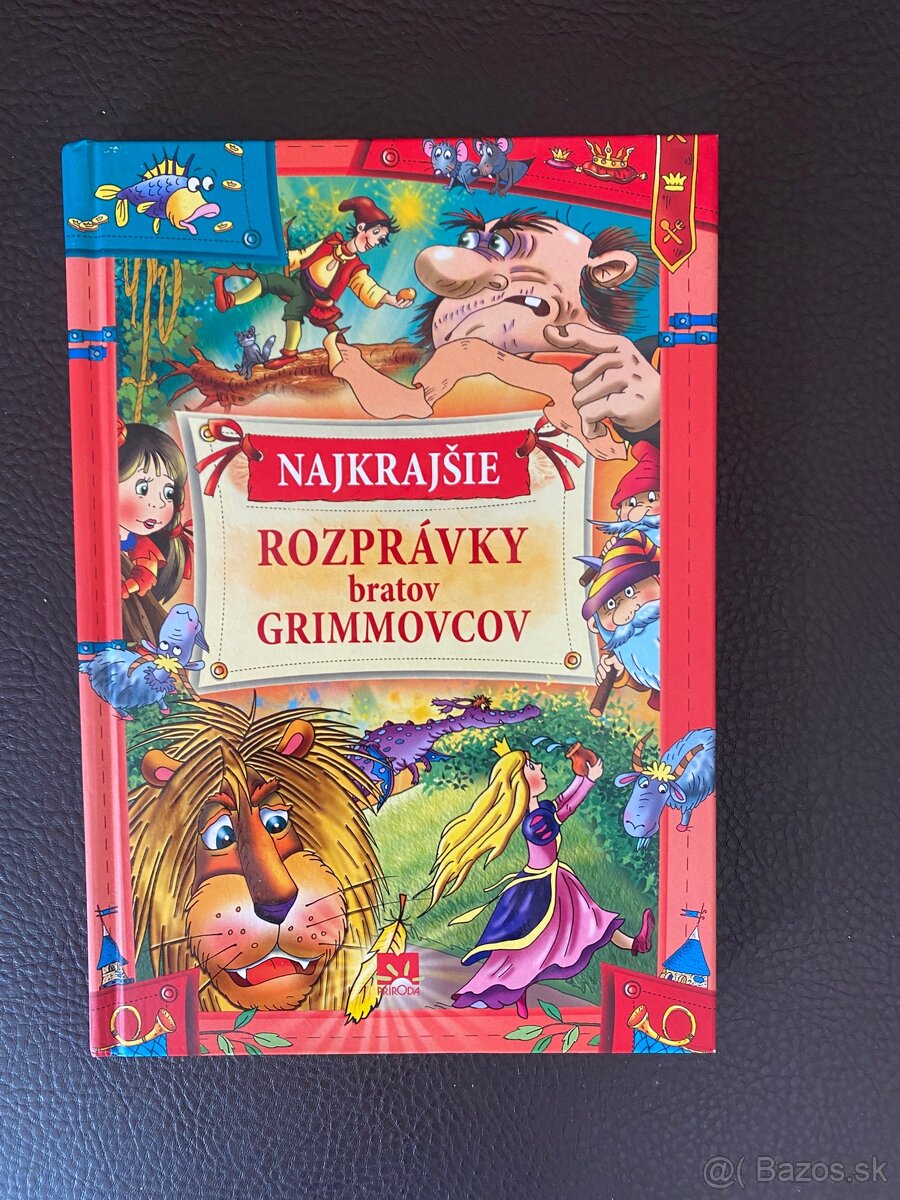 NAJKRAJŠIE
ROZPRÁVKY
bratov
GRIMMOVCOV
PRÍRODA
@( Bazos.sk